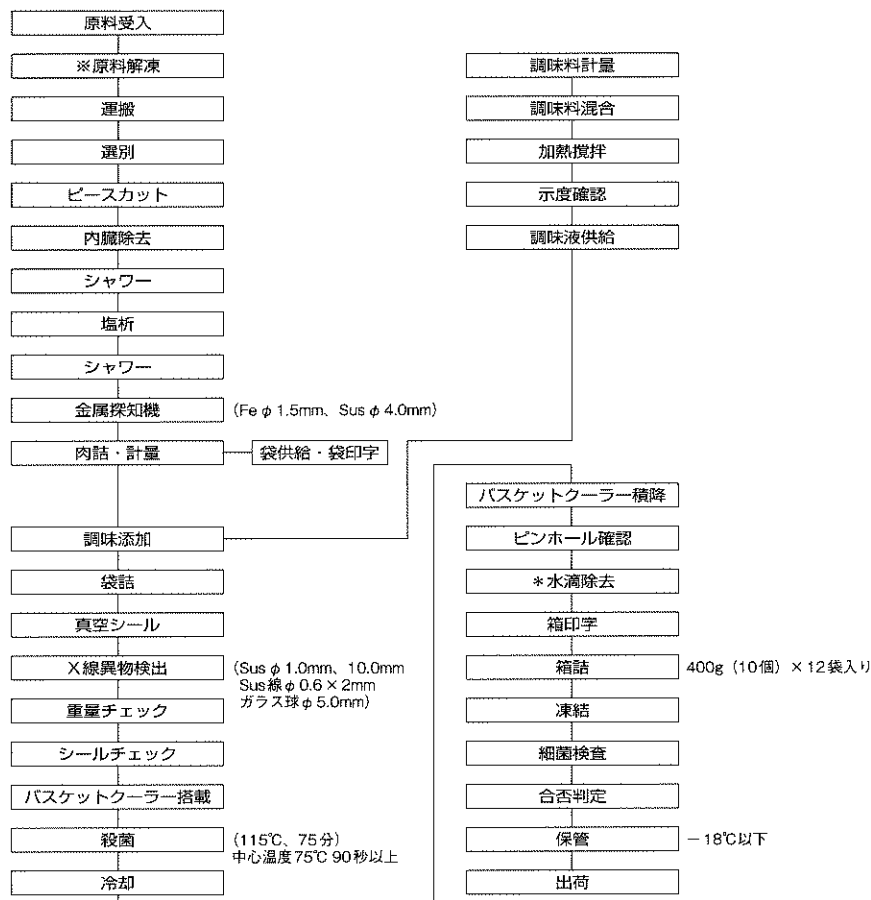 原料受入
※原料解凍
運搬
選別
ピースカット
内臓除去
シャワー
塩析
シャワー
金属探知機 (Fe φ 1.5mm、Sus φ 4.0mm)
肉詰・計量 袋供給・袋印字
調味料計量
調味料混合
加熱撹拌
示度確認
調味液供給
調味添加
袋詰
真空シール
X線異物検出 (Sus φ 1.0mm、10.0mm
Sus線 φ 0.6 × 2mm
ガラス球 φ 5.0mm)
重量チェック
シールチェック
バスケットクーラー搭載
殺菌 (115℃、75分)
中心温度75℃ 90秒以上
冷却
バスケットクーラー積降
ピンホール確認
＊水滴除去
箱印字
箱詰 400g (10個) × 12袋入り
凍結
細菌検査
合否判定
保管 －18℃以下
出荷